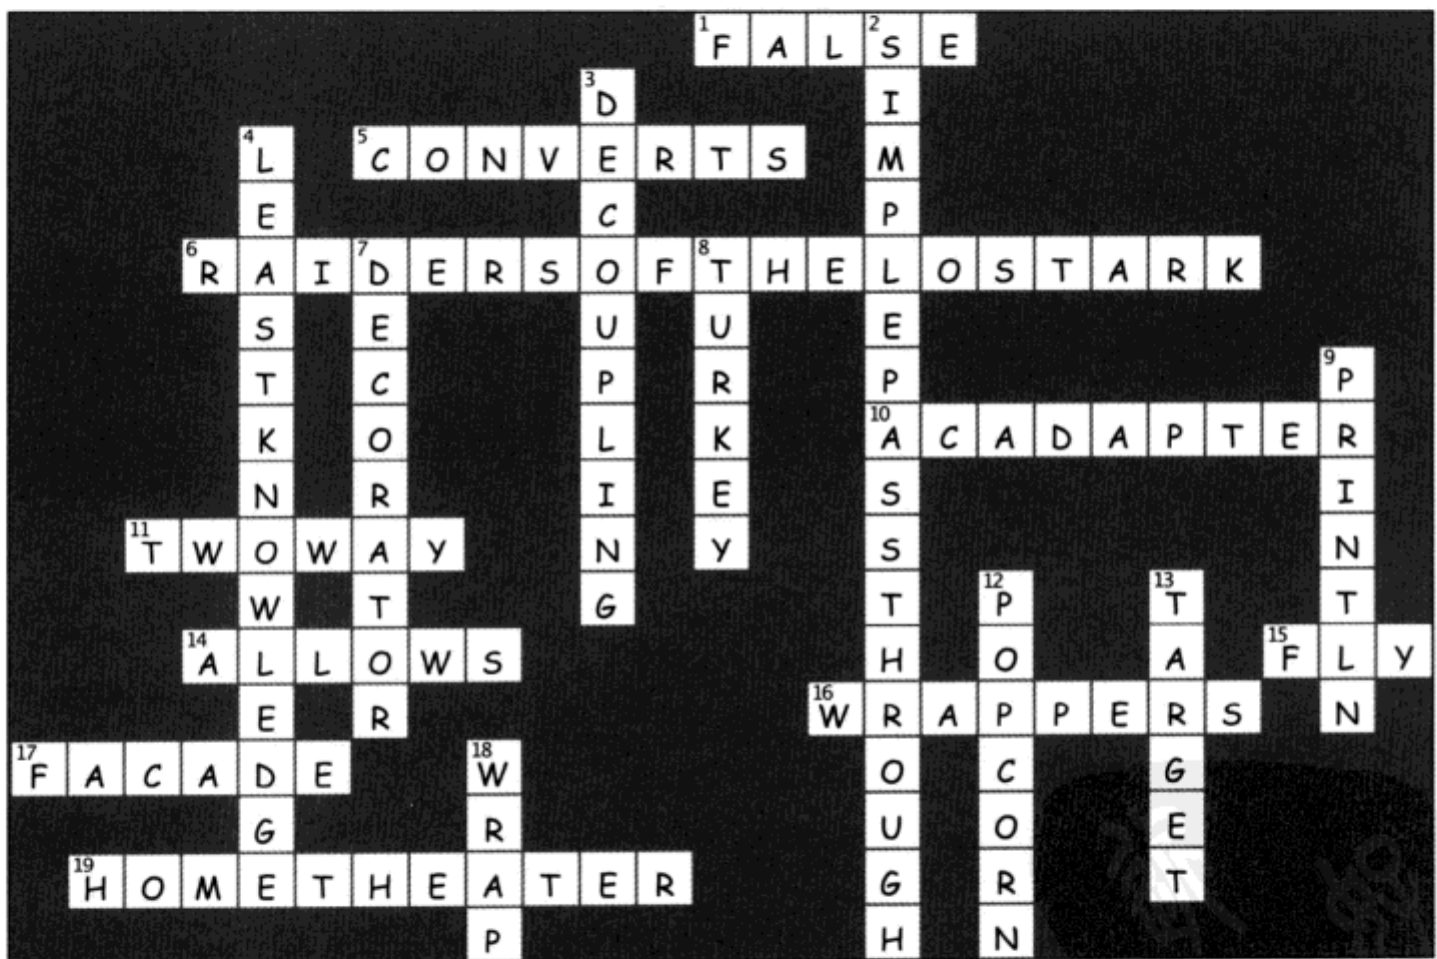 1 FALSE
2 SIMPLEPASSTHROUGH
3 DECOUPLING
4 LEASTKNOWLEDGE
5 CONVERTS
6 RAIDERSOFTHELOSTARK
7 DECORATOR
8 TURKEY
9 PRINTLN
10 ACADAPTER
11 TWOWAY
12 POPCORN
13 TARGET
14 ALLOWS
15 FLY
16 WRAPPERS
17 FACADE
18 WRAP
19 HOMETHEATER